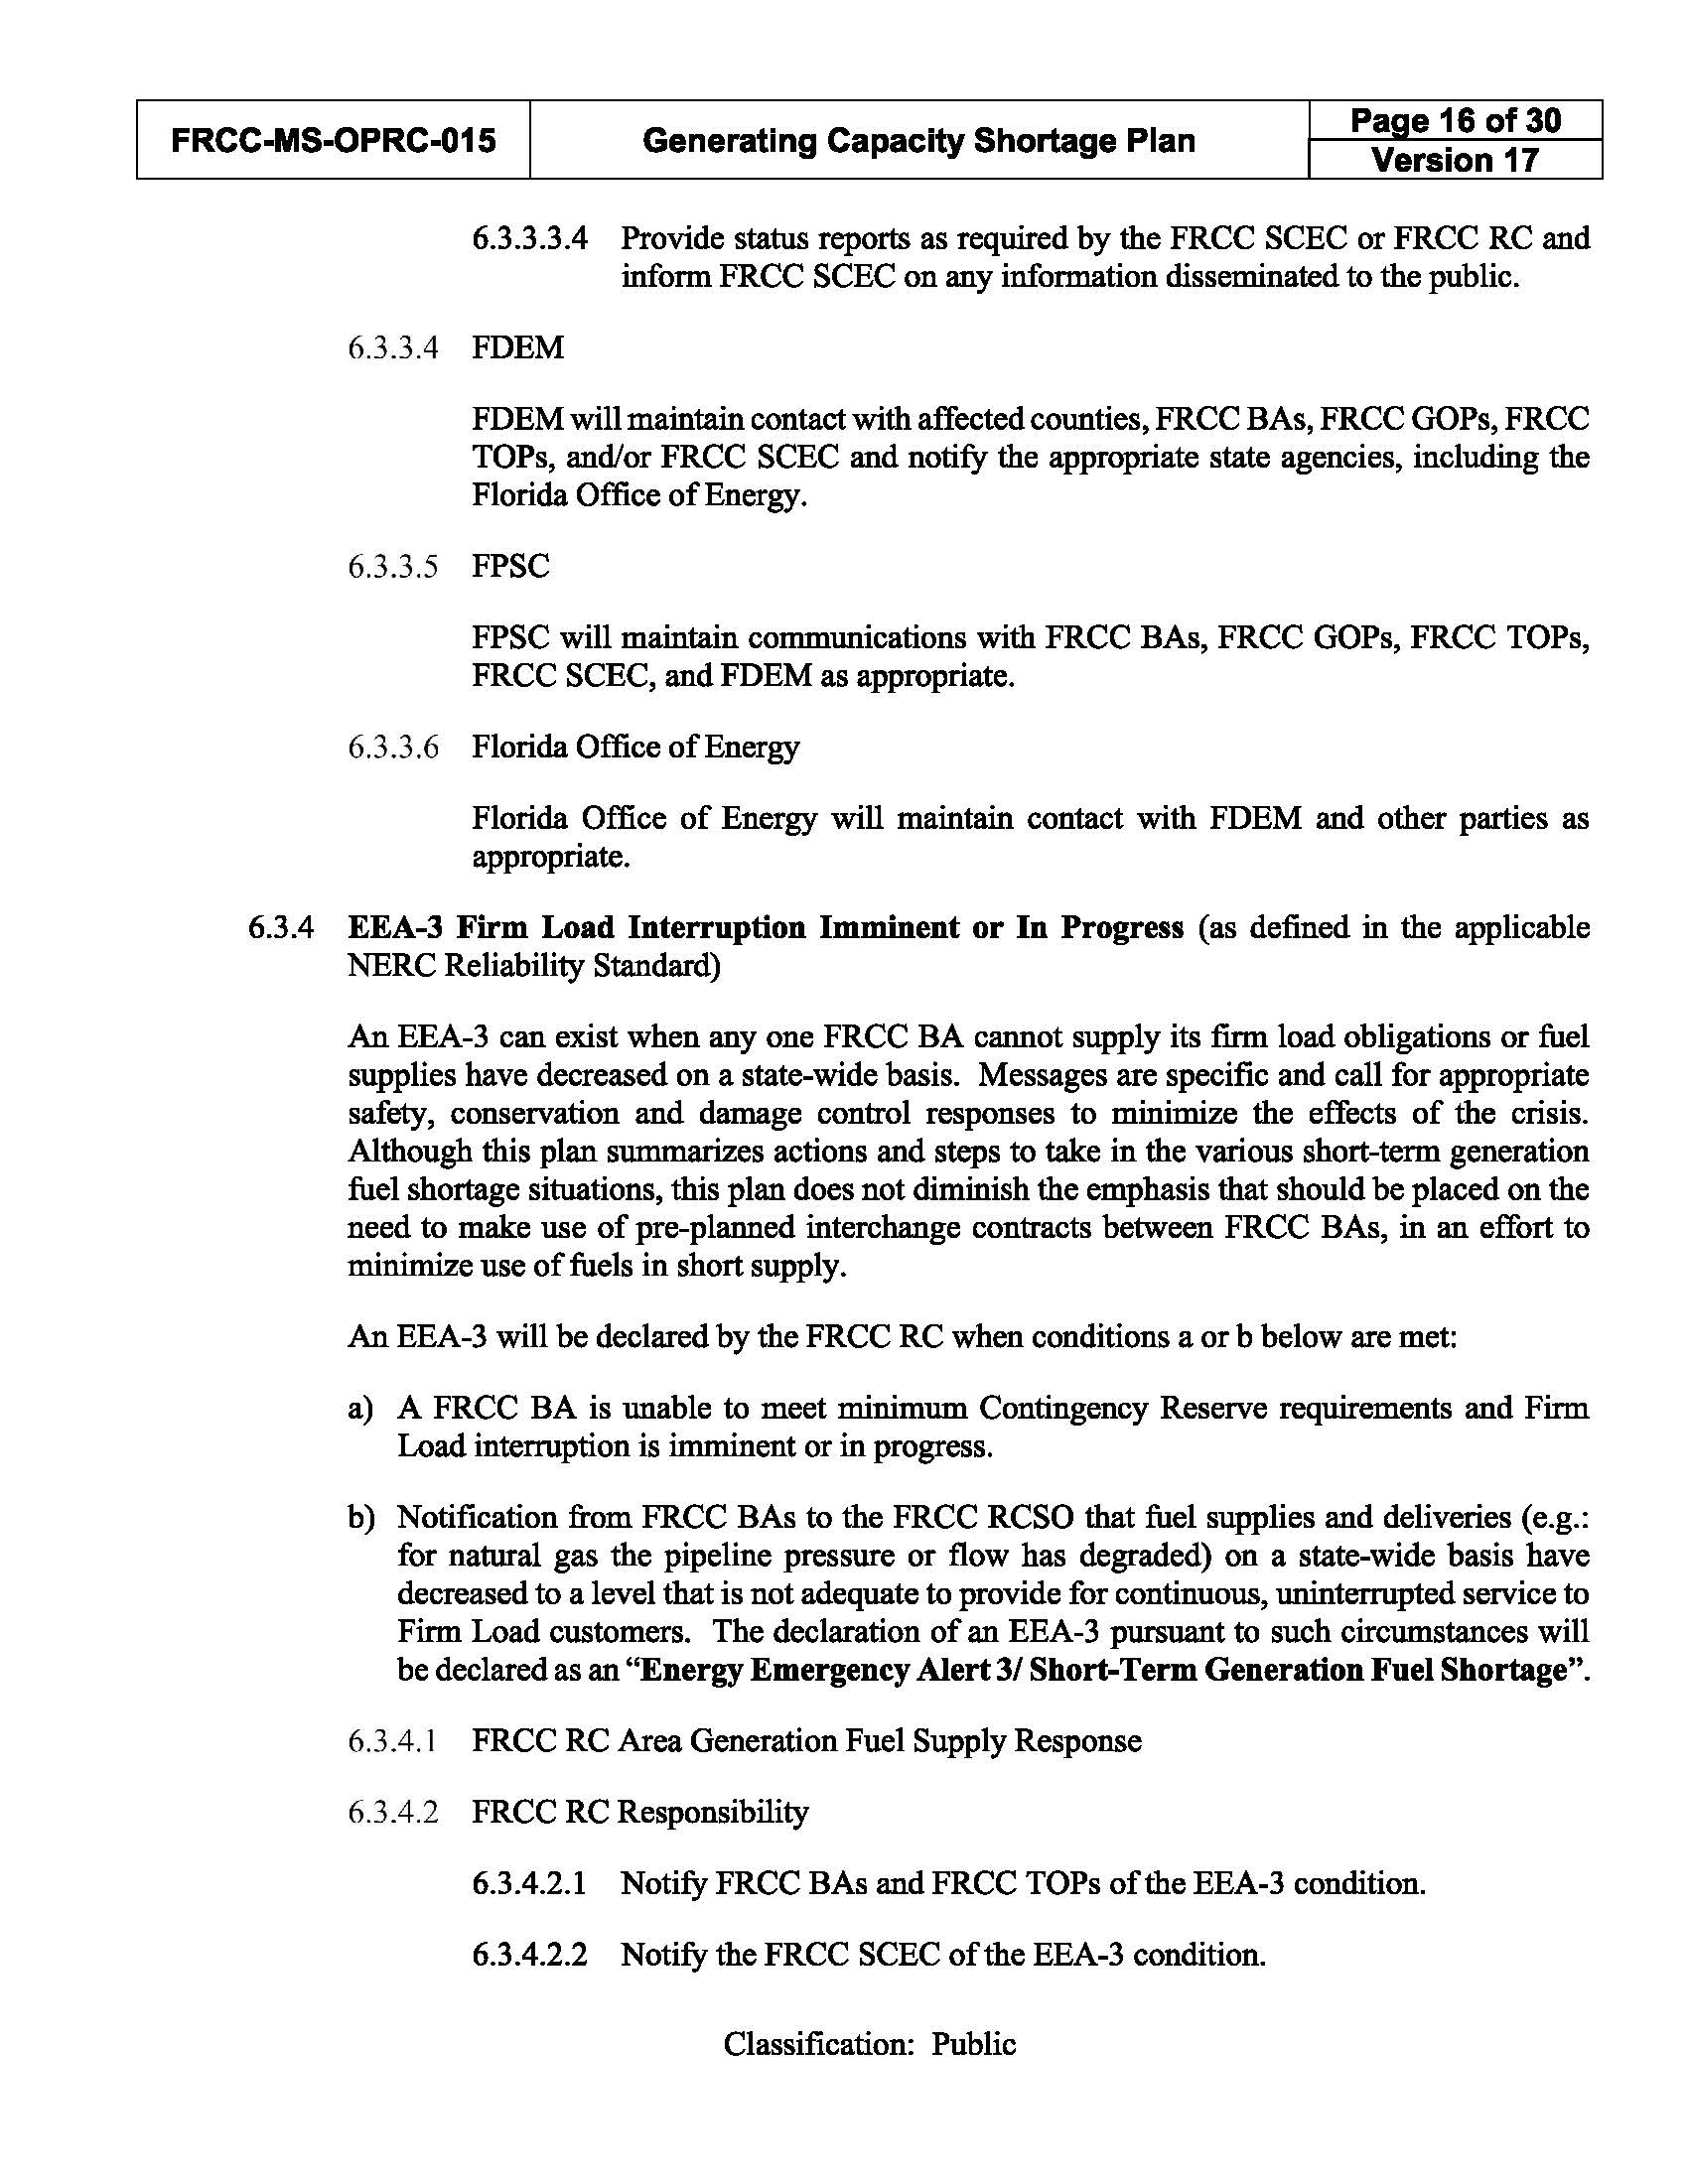 FRCC-MS-OPRC-015
Generating Capacity Shortage Plan
Page 16 of 30
Version 17
6.3.3.3.4 Provide status reports as required by the FRCC SCEC or FRCC RC and
inform FRCC SCEC on any information disseminated to the public.
6.3.3.4 FDEM
FDEM will maintain contact with affected counties, FRCC BAs, FRCC GOPs, FRCC
TOPs, and/or FRCC SCEC and notify the appropriate state agencies, including the
Florida Office of Energy.
6.3.3.5 FPSC
FPSC will maintain communications with FRCC BAs, FRCC GOPs, FRCC TOPs,
FRCC SCEC, and FDEM as appropriate.
6.3.3.6 Florida Office of Energy
Florida Office of Energy will maintain contact with FDEM and other parties as
appropriate.
6.3.4 EEA-3 Firm Load Interruption Imminent or In Progress (as defined in the applicable
NERC Reliability Standard)
An EEA-3 can exist when any one FRCC BA cannot supply its firm load obligations or fuel
supplies have decreased on a state-wide basis. Messages are specific and call for appropriate
safety, conservation and damage control responses to minimize the effects of the crisis.
Although this plan summarizes actions and steps to take in the various short-term generation
fuel shortage situations, this plan does not diminish the emphasis that should be placed on the
need to make use of pre-planned interchange contracts between FRCC BAs, in an effort to
minimize use of fuels in short supply.
An EEA-3 will be declared by the FRCC RC when conditions a or b below are met:
a) A FRCC BA is unable to meet minimum Contingency Reserve requirements and Firm
Load interruption is imminent or in progress.
b) Notification from FRCC BAs to the FRCC RCSO that fuel supplies and deliveries (e.g.:
for natural gas the pipeline pressure or flow has degraded) on a state-wide basis have
decreased to a level that is not adequate to provide for continuous, uninterrupted service to
Firm Load customers. The declaration of an EEA-3 pursuant to such circumstances will
be declared as an “Energy Emergency Alert 3/ Short-Term Generation Fuel Shortage”.
6.3.4.1 FRCC RC Area Generation Fuel Supply Response
6.3.4.2 FRCC RC Responsibility
6.3.4.2.1 Notify FRCC BAs and FRCC TOPs of the EEA-3 condition.
6.3.4.2.2 Notify the FRCC SCEC of the EEA-3 condition.
Classification: Public